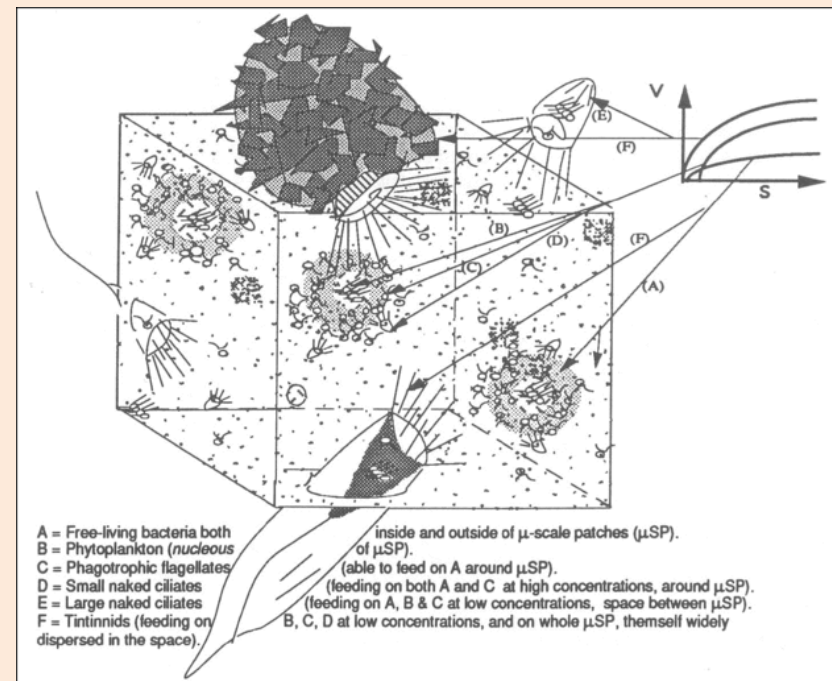 V
(E)
(F)
S
(B)
(D)
(F)
(C)
(A)
A = Free-living bacteria both inside and outside of μ-scale patches (μSP).
B = Phytoplankton (nucleous of μSP).
C = Phagotrophic flagellates (able to feed on A around μSP).
D = Small naked ciliates (feeding on both A and C at high concentrations, around μSP).
E = Large naked ciliates (feeding on A, B & C at low concentrations, space between μSP).
F = Tintinnids (feeding on B, C, D at low concentrations, and on whole μSP, themself widely
dispersed in the space).